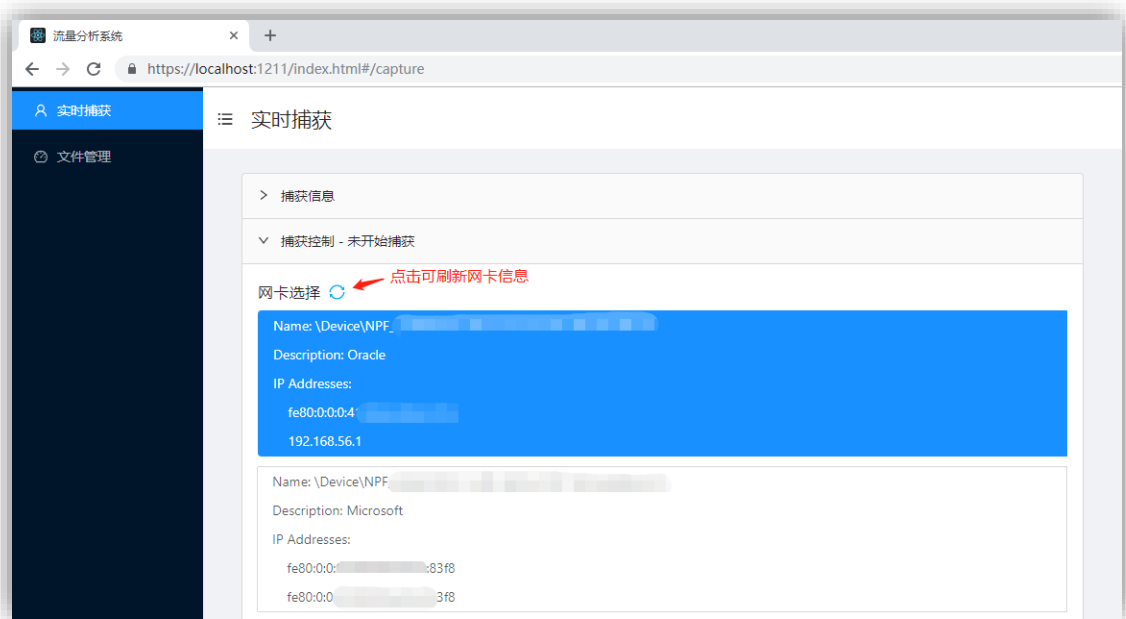 流量分析系统
https://localhost:1211/index.html#/capture
实时捕获
实时捕获
文件管理
捕获信息
捕获控制 - 未开始捕获
点击可刷新网卡信息
网卡选择
Name: \Device\NPF_
Description: Oracle
IP Addresses:
fe80:0:0:0:4
192.168.56.1
Name: \Device\NPF
Description: Microsoft
IP Addresses:
fe80:0:0: :83f8
fe80:0:0 3f8